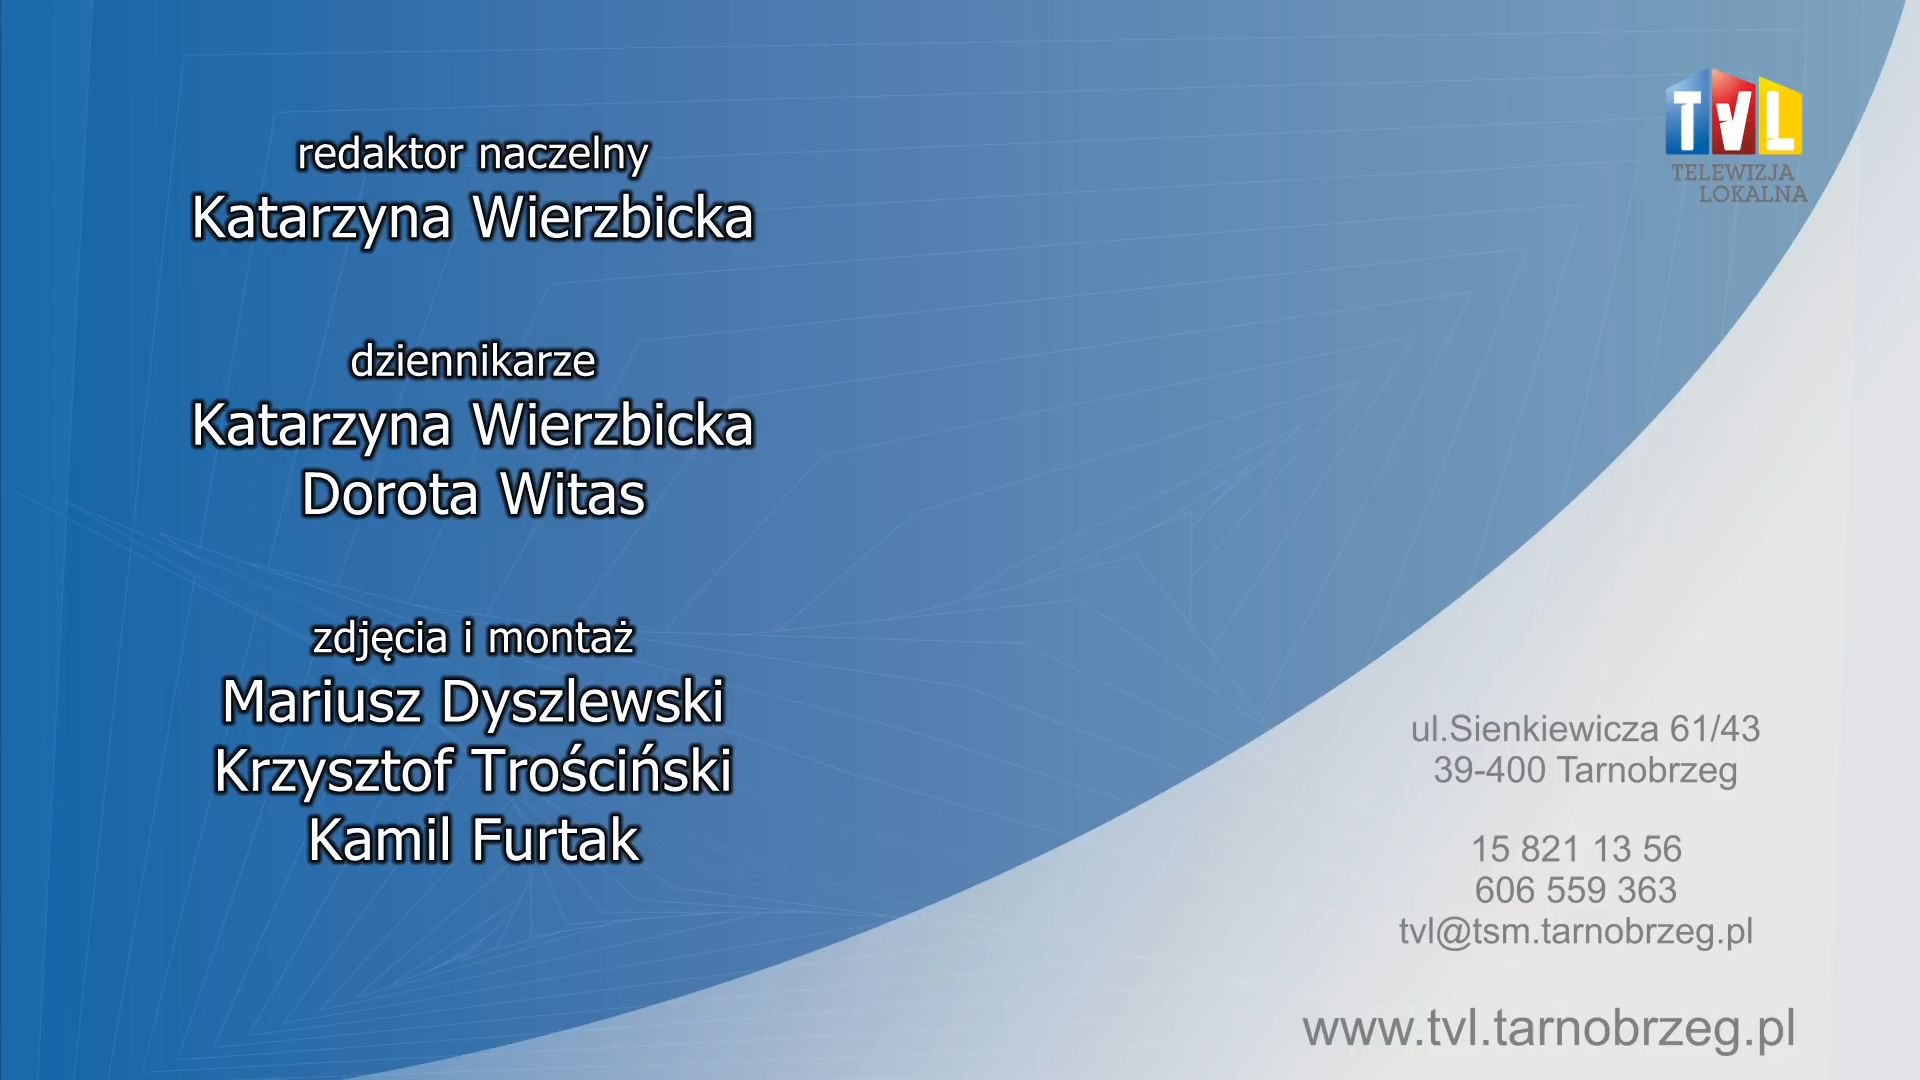 redaktor naczelny
Katarzyna Wierzbicka
dziennikarze
Katarzyna Wierzbicka
Dorota Witas
zdjęcia i montaż
Mariusz Dyszlewski
Krzysztof Trościński
Kamil Furtak
TVL
TELEWIZJA
LOKALNA
ul.Sienkiewicza 61/43
39-400 Tarnobrzeg
15 821 13 56
606 559 363
tvl@tsm.tarnobrzeg.pl
www.tvl.tarnobrzeg.pl